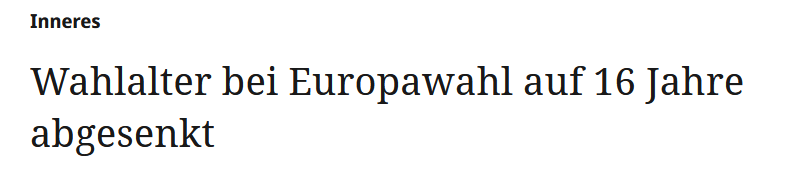 Inneres
Wahlalter bei Europawahl auf 16 Jahre
abgesenkt